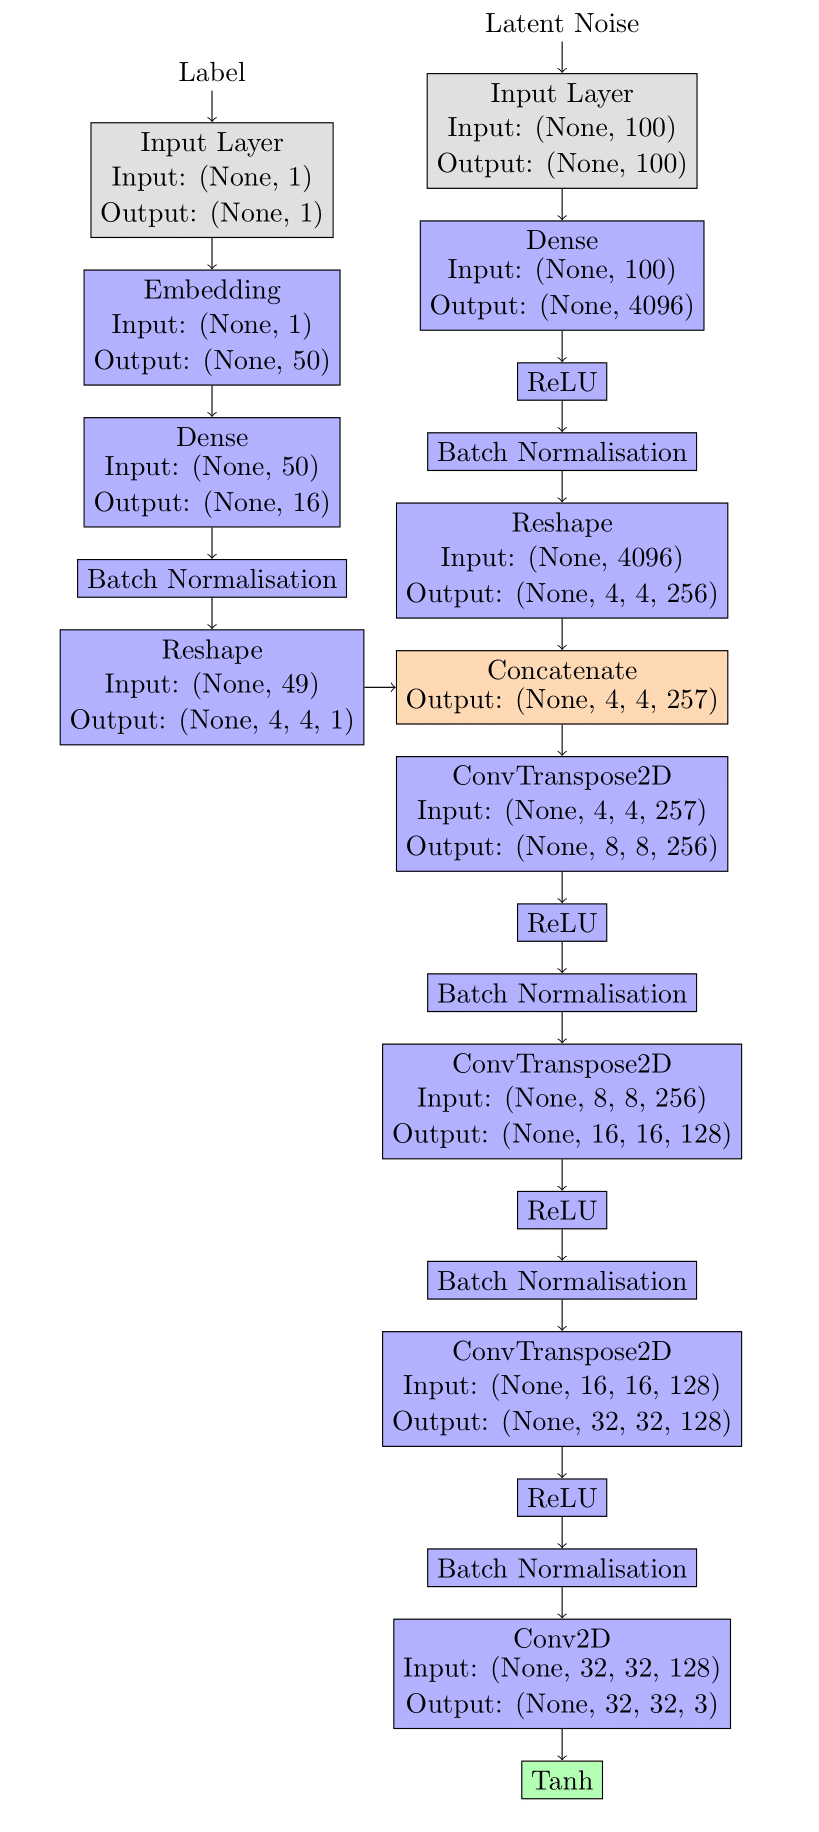 Label
Input Layer
Input: (None, 1)
Output: (None, 1)
Embedding
Input: (None, 1)
Output: (None, 50)
Dense
Input: (None, 50)
Output: (None, 16)
Batch Normalisation
Reshape
Input: (None, 49)
Output: (None, 4, 4, 1)
Latent Noise
Input Layer
Input: (None, 100)
Output: (None, 100)
Dense
Input: (None, 100)
Output: (None, 4096)
ReLU
Batch Normalisation
Reshape
Input: (None, 4096)
Output: (None, 4, 4, 256)
Concatenate
Output: (None, 4, 4, 257)
ConvTranspose2D
Input: (None, 4, 4, 257)
Output: (None, 8, 8, 256)
ReLU
Batch Normalisation
ConvTranspose2D
Input: (None, 8, 8, 256)
Output: (None, 16, 16, 128)
ReLU
Batch Normalisation
ConvTranspose2D
Input: (None, 16, 16, 128)
Output: (None, 32, 32, 128)
ReLU
Batch Normalisation
Conv2D
Input: (None, 32, 32, 128)
Output: (None, 32, 32, 3)
Tanh